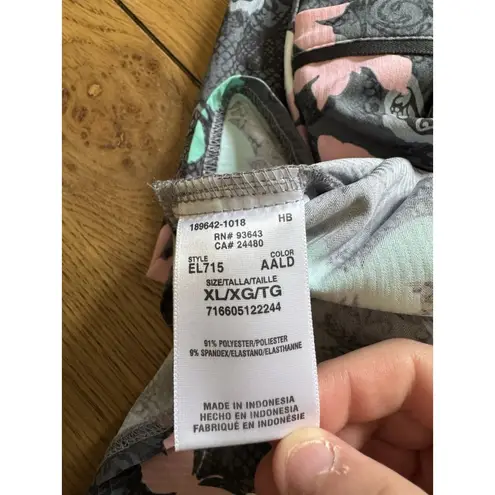 189642-1018 HB
RN# 93643
CA# 24480
STYLE COLOR
EL715 AALD
SIZE/TALLA/TAILLE
XL/XG/TG
716605122244
91% POLYESTER/POLIESTER
9% SPANDEX/ELASTANO/ELASTHANNE
MADE IN INDONESIA
HECHO EN INDONESIA
FABRIQUÉ EN INDONÉSIE